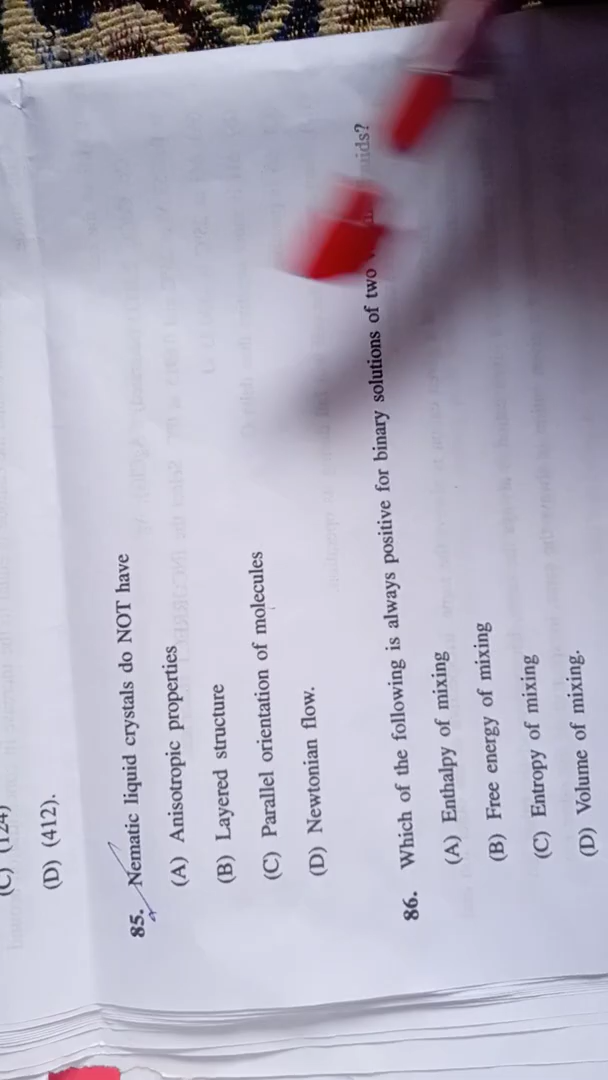 (C) (124)
(D) (412).
85. Nematic liquid crystals do NOT have
(A) Anisotropic properties
(B) Layered structure
(C) Parallel orientation of molecules
(D) Newtonian flow.
86. Which of the following is always positive for binary solutions of two
(A) Enthalpy of mixing
(B) Free energy of mixing
(C) Entropy of mixing
(D) Volume of mixing.